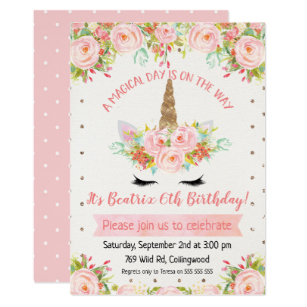 A MAGICAL DAY IS ON THE WAY
It's Beatrix 6th Birthday!
Please join us to celebrate
Saturday, September 2nd at 3:00 pm
769 Wild Rd, Collingwood
Regrets only to Teresa on 555 555 555